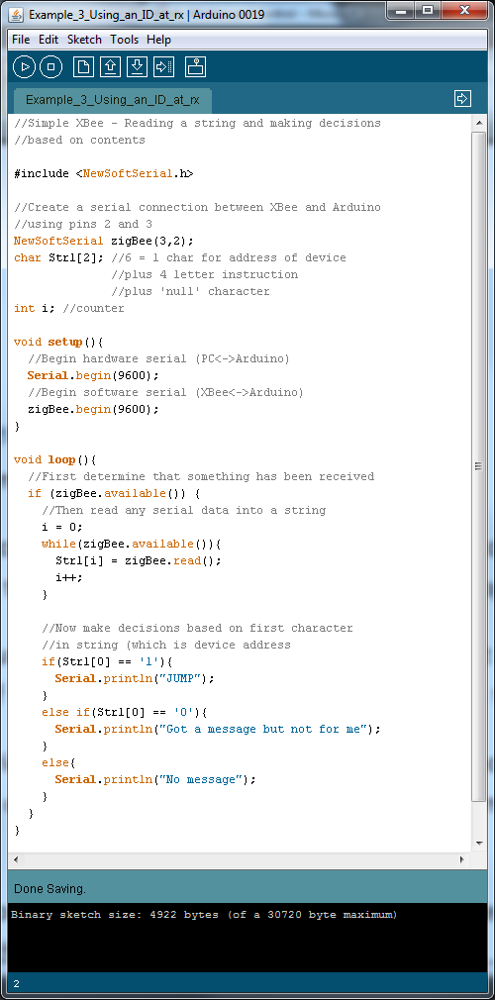 Example_3_Using_an_ID_at_rx | Arduino 0019
File Edit Sketch Tools Help
Example_3_Using_an_ID_at_rx
//Simple XBee - Reading a string and making decisions
//based on contents
#include <NewSoftSerial.h>
//Create a serial connection between XBee and Arduino
//using pins 2 and 3
NewSoftSerial zigBee(3,2);
char Str1[2]; //6 = 1 char for address of device
//plus 4 letter instruction
//plus 'null' character
int i; //counter
void setup(){
//Begin hardware serial (PC<->Arduino)
Serial.begin(9600);
//Begin software serial (XBee<->Arduino)
zigBee.begin(9600);
}
void loop(){
//First determine that something has been received
if (zigBee.available()) {
//Then read any serial data into a string
i = 0;
while(zigBee.available()){
Str1[i] = zigBee.read();
i++;
}
//Now make decisions based on first character
//in string (which is device address
if(Str1[0] == '1'){
Serial.println("JUMP");
}
else if(Str1[0] == '0'){
Serial.println("Got a message but not for me");
}
else{
Serial.println("No message");
}
}
}
Done Saving.
Binary sketch size: 4922 bytes (of a 30720 byte maximum)
2